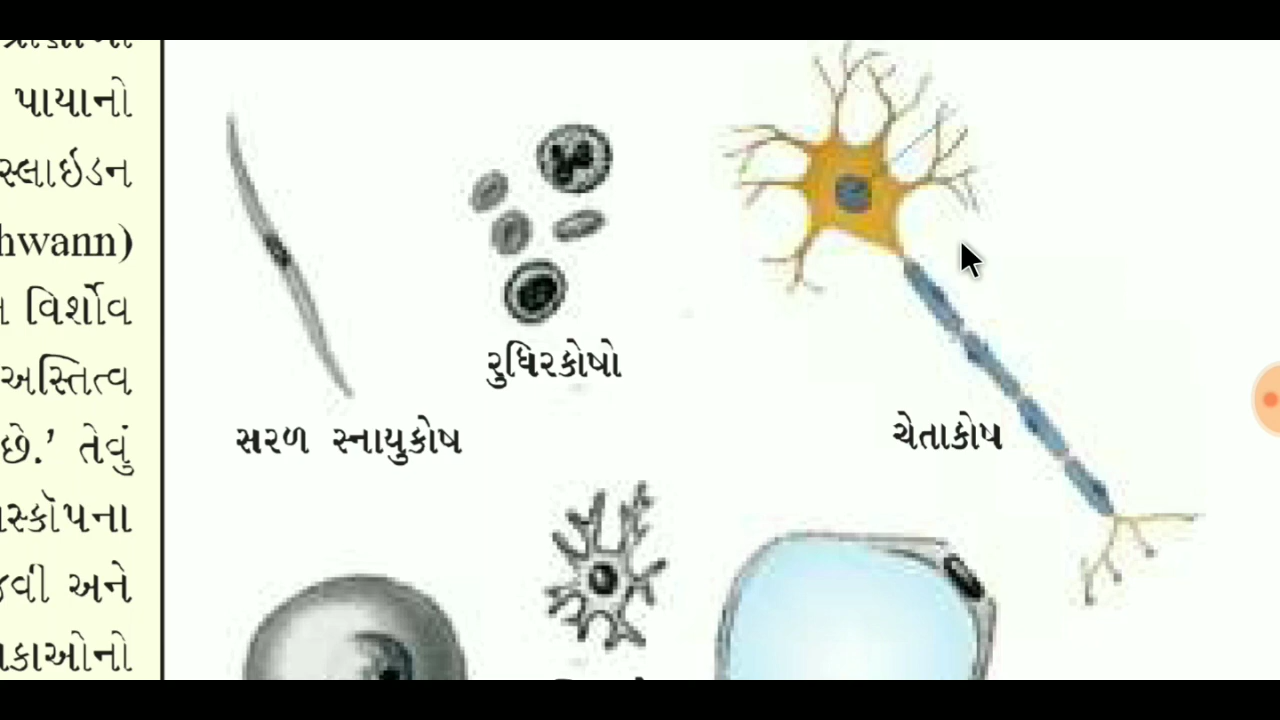 પાયાનો
સ્લાઇડન
hwann)
વિર્શોવ
અસ્તિત્વ
છે.' તેવું
સ્કૉપના
અને
કાઓનો
રુધિરકોષો
સરળ સ્નાયુકોષ
ચેતાકોષ